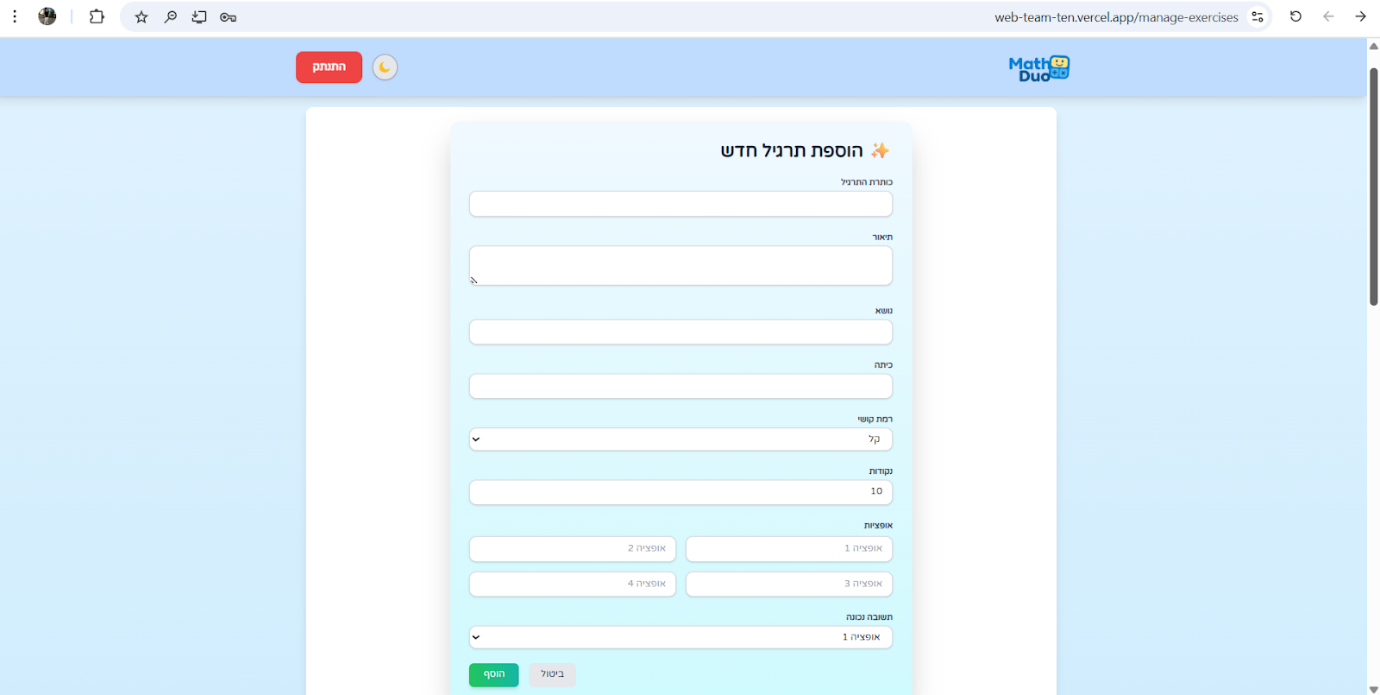 web-team-ten.vercel.app/manage-exercises
Math
Duo
התנתק
הוספת תרגיל חדש
כותרת התרגיל
תיאור
נושא
כיתה
רמת קושי
קל
נקודות
10
אופציות
אופציה 1
אופציה 2
אופציה 3
אופציה 4
תשובה נכונה
אופציה 1
ביטול
הוסף